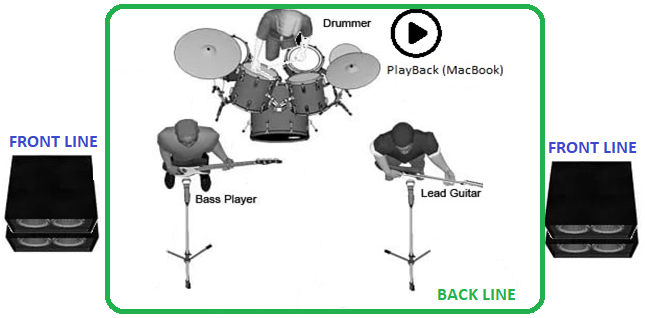 Drummer
PlayBack (MacBook)
FRONT LINE
FRONT LINE
Bass Player
Lead Guitar
BACK LINE